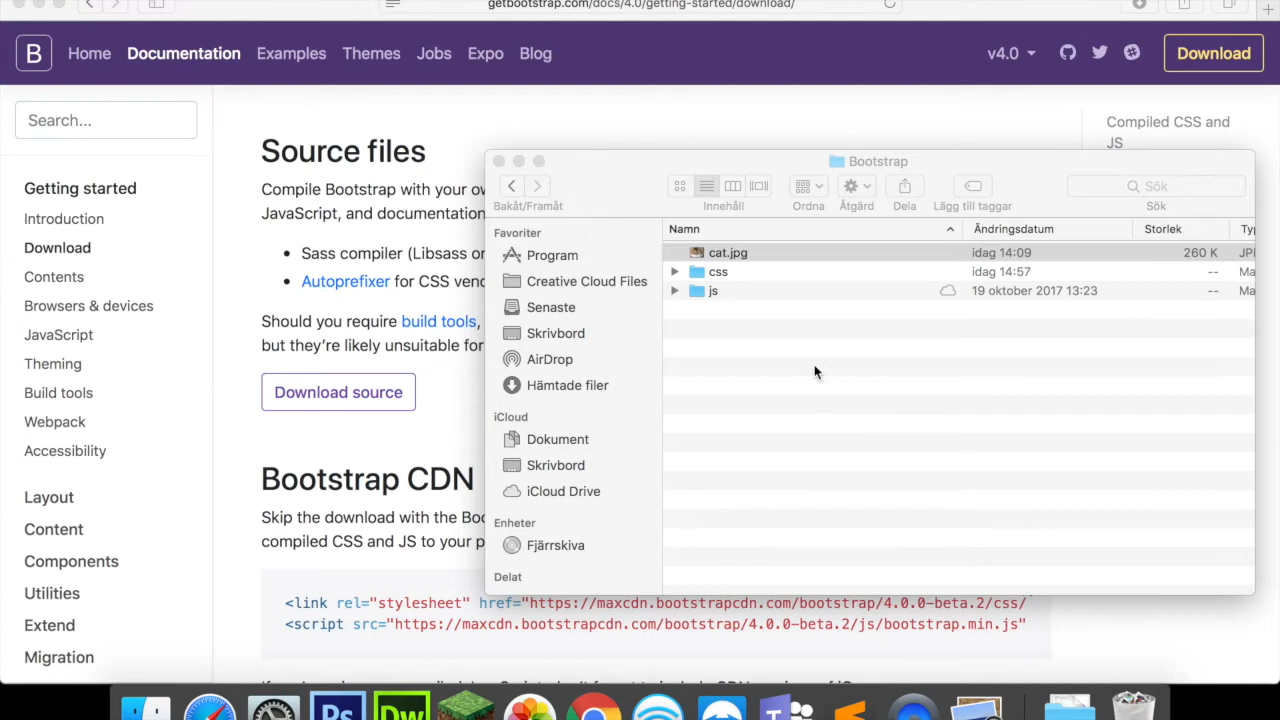 getbootstrap.com/docs/4.0/getting-started/download/
B Home Documentation Examples Themes Jobs Expo Blog v4.0 Download
Search...
Getting started
Introduction
Download
Contents
Browsers & devices
JavaScript
Theming
Build tools
Webpack
Accessibility
Layout
Content
Components
Utilities
Extend
Migration
Source files
Compile Bootstrap with your ow
JavaScript, and documentation
Sass compiler (Libsass or
Autoprefixer for CSS venc
Should you require build tools,
but they're likely unsuitable for
Download source
Bootstrap CDN
Skip the download with the Boo
compiled CSS and JS to your p
<link rel="stylesheet" href="https://maxcdn.bootstrapcdn.com/bootstrap/4.0.0-beta.2/css/
<script src="https://maxcdn.bootstrapcdn.com/bootstrap/4.0.0-beta.2/js/bootstrap.min.js"
Compiled CSS and
JS
Bootstrap
Bakåt/Framåt Innehåll Ordna Åtgärd Dela Lägg till taggar Sök
Sök
Favoriter
Program
Creative Cloud Files
Senaste
Skrivbord
AirDrop
Hämtade filer
iCloud
Dokument
Skrivbord
iCloud Drive
Enheter
Fjärrskiva
Delat
Namn Ändringsdatum Storlek Ty
cat.jpg idag 14:09 260 K JPI
css idag 14:57 -- Ma
js 19 oktober 2017 13:23 -- Ma
Ps Dw